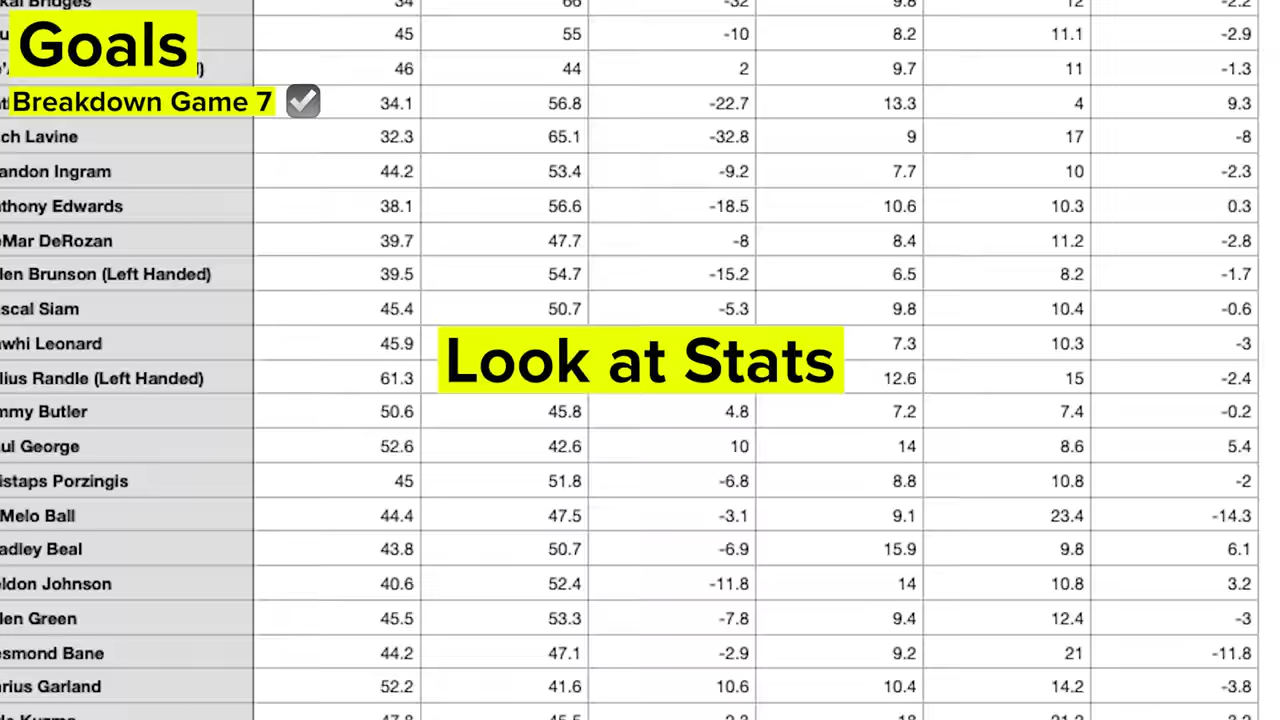 kal Bridges 34 66 -32 9.8 12 -2.2
Goals
45 55 -10 8.2 11.1 -2.9
46 44 2 9.7 11 -1.3
Breakdown Game 7 ✔
34.1 56.8 -22.7 13.3 4 9.3
ch Lavine 32.3 65.1 -32.8 9 17 -8
andon Ingram 44.2 53.4 -9.2 7.7 10 -2.3
thony Edwards 38.1 56.6 -18.5 10.6 10.3 0.3
eMar DeRozan 39.7 47.7 -8 8.4 11.2 -2.8
len Brunson (Left Handed) 39.5 54.7 -15.2 6.5 8.2 -1.7
scal Siam 45.4 50.7 -5.3 9.8 10.4 -0.6
whi Leonard 45.9 7.3 10.3 -3
Look at Stats
lius Randle (Left Handed) 61.3 12.6 15 -2.4
mmy Butler 50.6 45.8 4.8 7.2 7.4 -0.2
ul George 52.6 42.6 10 14 8.6 5.4
istaps Porzingis 45 51.8 -6.8 8.8 10.8 -2
Melo Ball 44.4 47.5 -3.1 9.1 23.4 -14.3
adley Beal 43.8 50.7 -6.9 15.9 9.8 6.1
eldon Johnson 40.6 52.4 -11.8 14 10.8 3.2
len Green 45.5 53.3 -7.8 9.4 12.4 -3
esmond Bane 44.2 47.1 -2.9 9.2 21 -11.8
rius Garland 52.2 41.6 10.6 10.4 14.2 -3.8